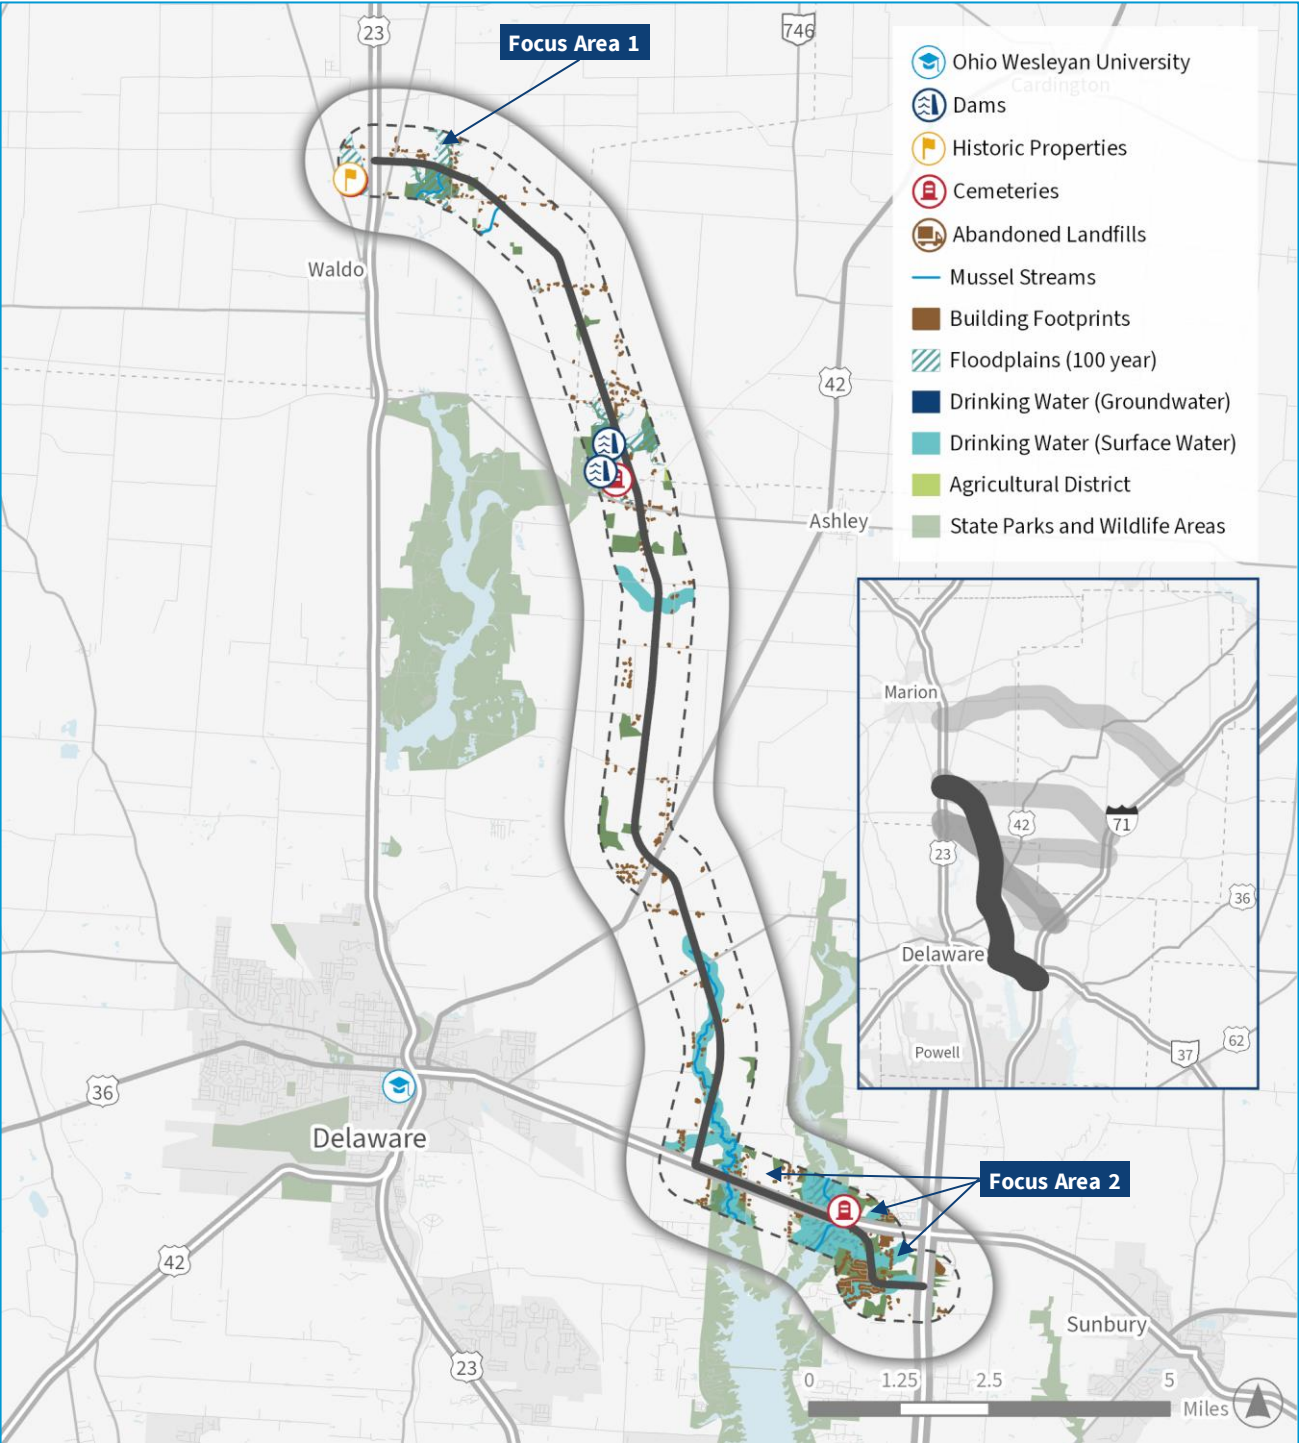 23
746
Focus Area 1
Ohio Wesleyan University
Cardington
Dams
Historic Properties
Cemeteries
Abandoned Landfills
Mussel Streams
Building Footprints
Floodplains (100 year)
Drinking Water (Groundwater)
Drinking Water (Surface Water)
Agricultural District
State Parks and Wildlife Areas
Waldo
42
Ashley
Marion
42
71
23
36
Delaware
Powell
37
62
36
Delaware
Focus Area 2
42
23
Sunbury
0 1.25 2.5 5
Miles